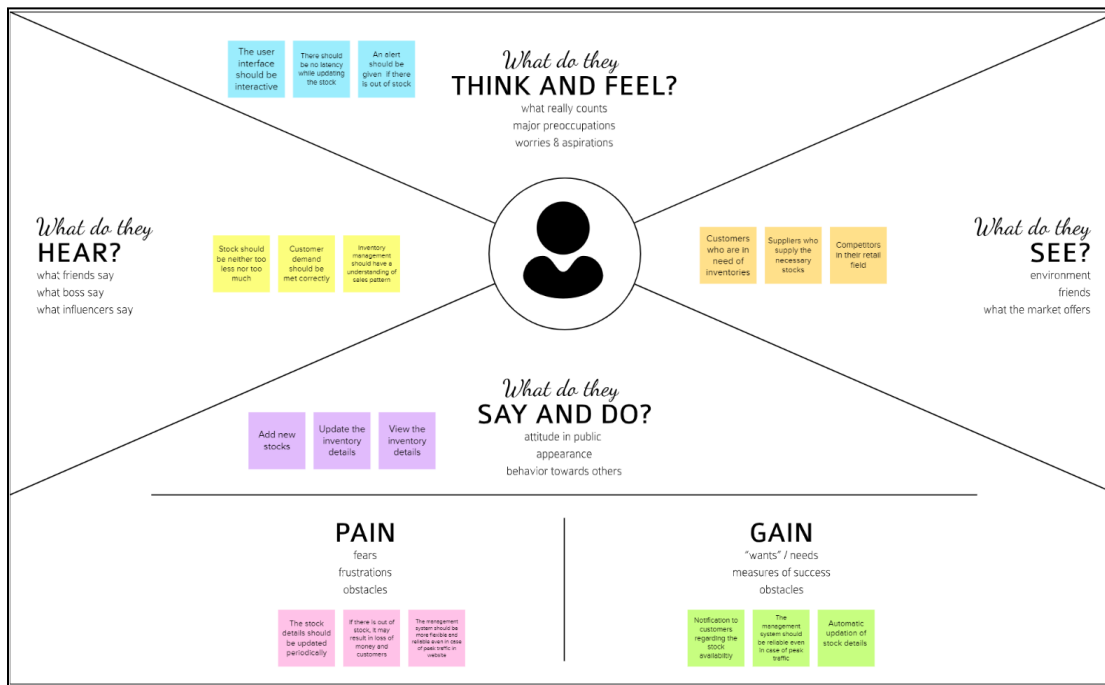 The user
interface
should be
interactive
There should
be no latency
while updating
the stock
An alert
should be
given if there
is out of stock
What do they
THINK AND FEEL?
what really counts
major preoccupations
worries & aspirations
What do they
HEAR?
what friends say
what boss say
what influencers say
Stock should
be neither too
less nor too
much
Customer
demand
should be
met correctly
Inventory
management
should have a
understanding of
sales pattern
Customers
who are in
need of
inventories
Suppliers who
supply the
necessary
stocks
Competitors
in their retail
field
What do they
SEE?
environment
friends
what the market offers
What do they
SAY AND DO?
attitude in public
appearance
behavior towards others
Add new
stocks
Update the
inventory
details
View the
inventory
details
PAIN
fears
frustrations
obstacles
The stock
details should
be updated
periodically
If there is out of
stock, it may
result in loss of
money and
customers
The management
system should be
more flexible and
reliable even in case
of peak traffic in
website
GAIN
"wants" / needs
measures of success
obstacles
Notification to
customers
regarding the
stock
availability
The
management
system should
be reliable even
in case of peak
traffic
Automatic
updation of
stock details